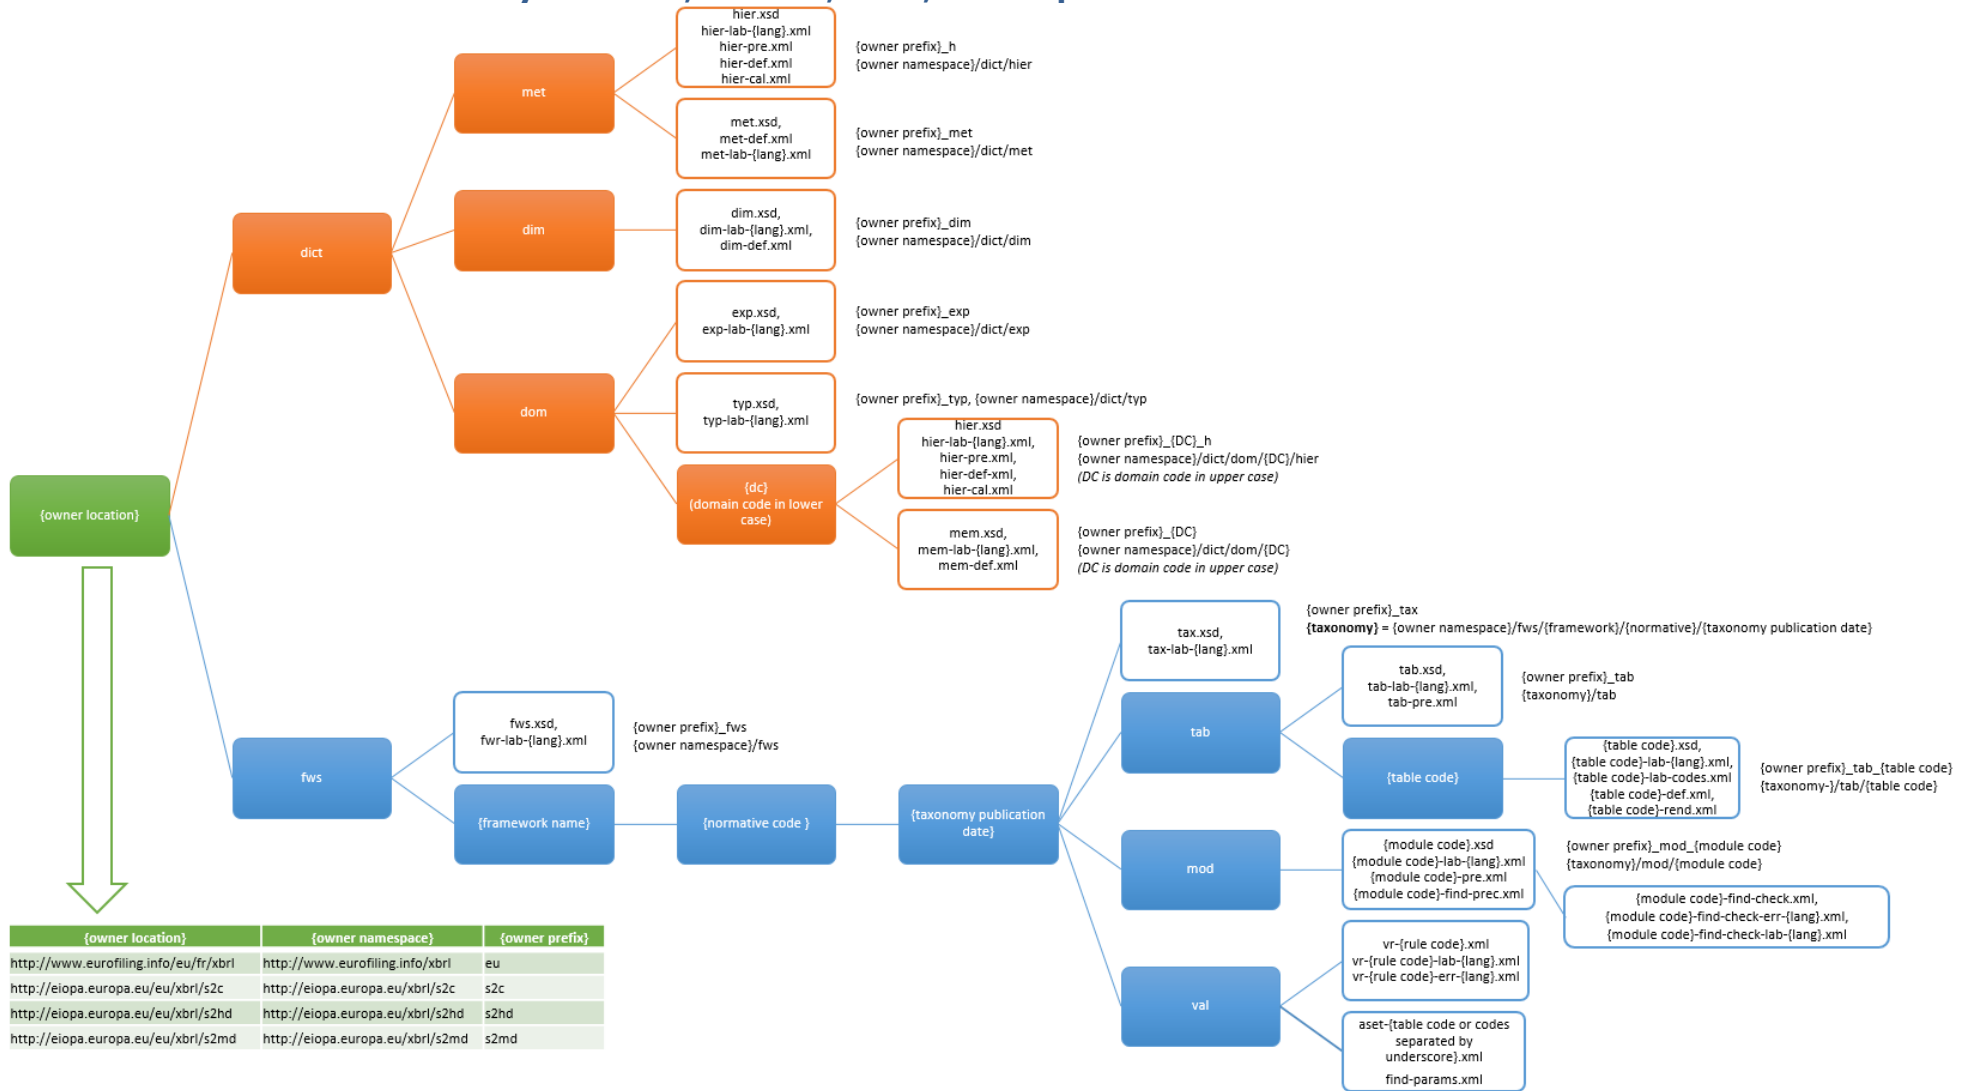 hier.xsd
hier-lab-{lang}.xml
hier-pre.xml
hier-def.xml
hier-cal.xml
{owner prefix}_h
{owner namespace}/dict/hier
met
met.xsd,
met-def.xml
met-lab-{lang}.xml
{owner prefix}_met
{owner namespace}/dict/met
dim
dim.xsd,
dim-lab-{lang}.xml,
dim-def.xml
{owner prefix}_dim
{owner namespace}/dict/dim
dict
exp.xsd,
exp-lab-{lang}.xml
{owner prefix}_exp
{owner namespace}/dict/exp
dom
typ.xsd,
typ-lab-{lang}.xml
{owner prefix}_typ, {owner namespace}/dict/typ
hier.xsd
hier-lab-{lang}.xml,
hier-pre.xml,
hier-def-xml,
hier-cal.xml
{owner prefix}_{DC}_h
{owner namespace}/dict/dom/{DC}/hier
(DC is domain code in upper case)
{dc}
(domain code in lower
case)
mem.xsd,
mem-lab-{lang}.xml,
mem-def.xml
{owner prefix}_{DC}
{owner namespace}/dict/dom/{DC}
(DC is domain code in upper case)
{owner location}
tax.xsd,
tax-lab-{lang}.xml
{owner prefix}_tax
{taxonomy} = {owner namespace}/fws/{framework}/{normative}/{taxonomy publication date}
tab.xsd,
tab-lab-{lang}.xml,
tab-pre.xml
{owner prefix}_tab
{taxonomy}/tab
fws.xsd,
fwr-lab-{lang}.xml
{owner prefix}_fws
{owner namespace}/fws
tab
fws
{table code}
{table code}.xsd,
{table code}-lab-{lang}.xml,
{table code}-lab-codes.xml
{table code}-def.xml,
{table code}-rend.xml
{owner prefix}_tab_{table code}
{taxonomy-}/tab/{table code}
{framework name}
{normative code }
{taxonomy publication
date}
mod
{module code}.xsd
{module code}-lab-{lang}.xml
{module code}-pre.xml
{module code}-find-prec.xml
{owner prefix}_mod_{module code}
{taxonomy}/mod/{module code}
{module code}-find-check.xml,
{module code}-find-check-err-{lang}.xml,
{module code}-find-check-lab-{lang}.xml
val
vr-{rule code}.xml
vr-{rule code}-lab-{lang}.xml
vr-{rule code}-err-{lang}.xml
aset-{table code or codes
separated by
underscore}.xml
find-params.xml
{owner location} {owner namespace} {owner prefix}
http://www.eurofiling.info/eu/fr/xbrl http://www.eurofiling.info/xbrl eu
http://eiopa.europa.eu/eu/xbrl/s2c http://eiopa.europa.eu/xbrl/s2c s2c
http://eiopa.europa.eu/eu/xbrl/s2hd http://eiopa.europa.eu/xbrl/s2hd s2hd
http://eiopa.europa.eu/eu/xbrl/s2md http://eiopa.europa.eu/xbrl/s2md s2md